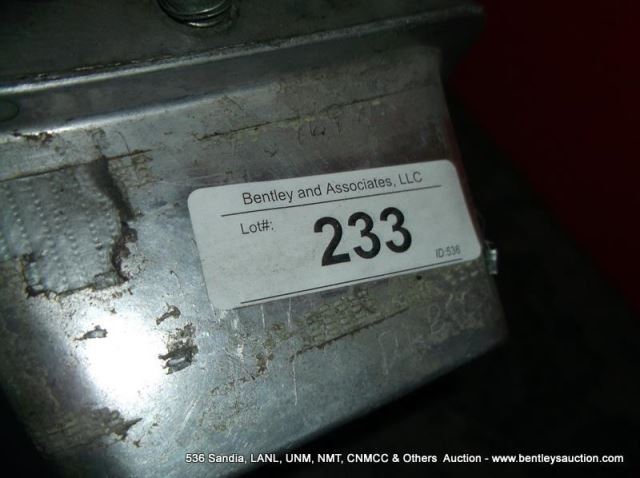 Bentley and Associates, LLC
Lot#:
233
ID:536
536 Sandia, LANL, UNM, NMT, CNMCC & Others Auction - www.bentleysauction.com